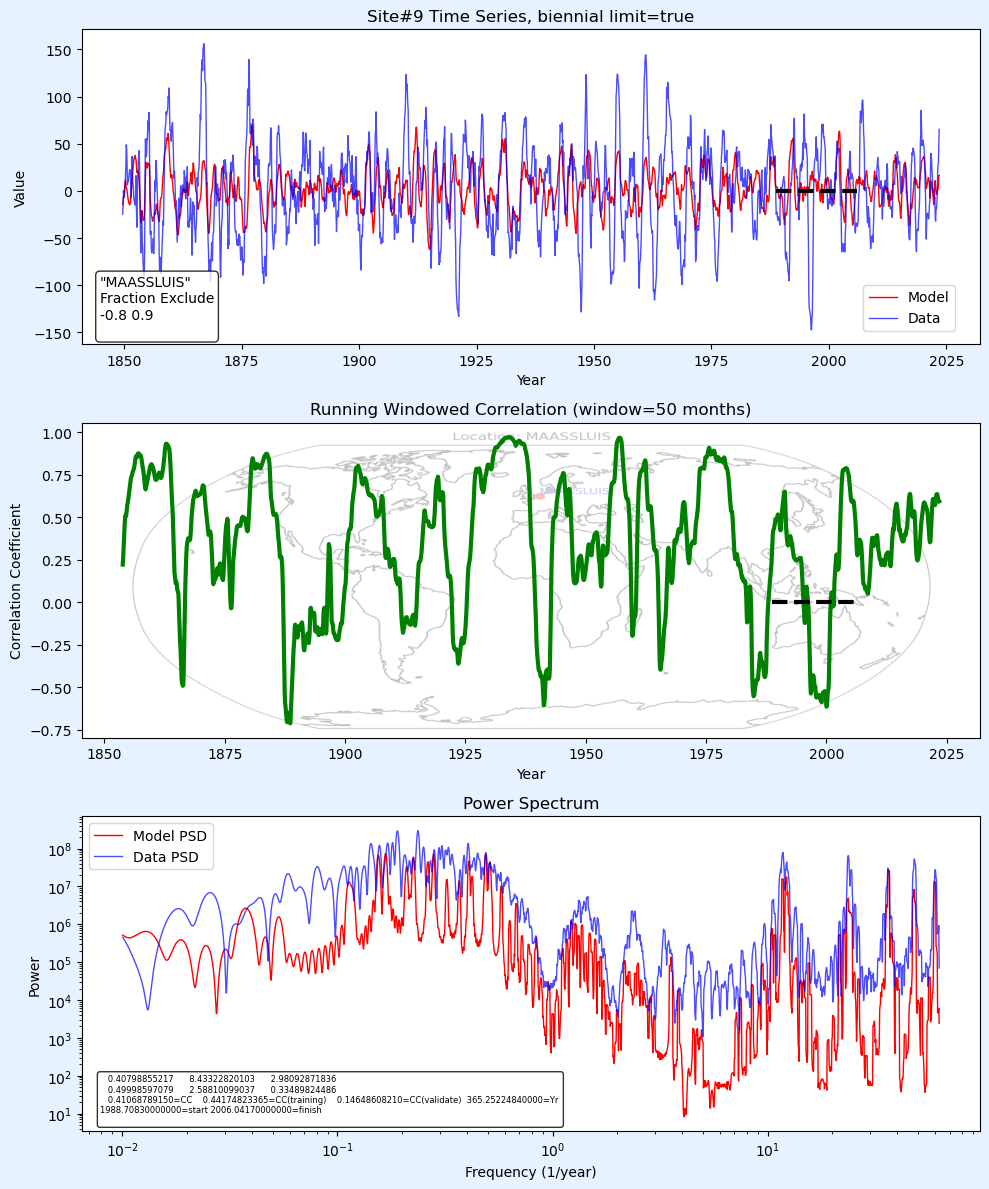 Site#9 Time Series, biennial limit=true
Value
150
100
50
0
−50
−100
−150
"MAASSLUIS"
Fraction Exclude
-0.8 0.9
Model
Data
1850 1875 1900 1925 1950 1975 2000 2025
Year
Running Windowed Correlation (window=50 months)
Correlation Coefficient
1.00
0.75
0.50
0.25
0.00
−0.25
−0.50
−0.75
Location: MAASSLUIS
MAASSLUIS
1850 1875 1900 1925 1950 1975 2000 2025
Year
Power Spectrum
Power
Model PSD
Data PSD
10⁸
10⁷
10⁶
10⁵
10⁴
10³
10²
10¹
0.40798855217 8.43322820103 2.98092871836
0.49998597079 2.58810099037 0.33489824486
0.41068789150=CC 0.44174823365=CC(training) 0.14648608210=CC(validate) 365.25224840000=Yr
1988.70830000000=start 2006.04170000000=finish
10⁻² 10⁻¹ 10⁰ 10¹
Frequency (1/year)